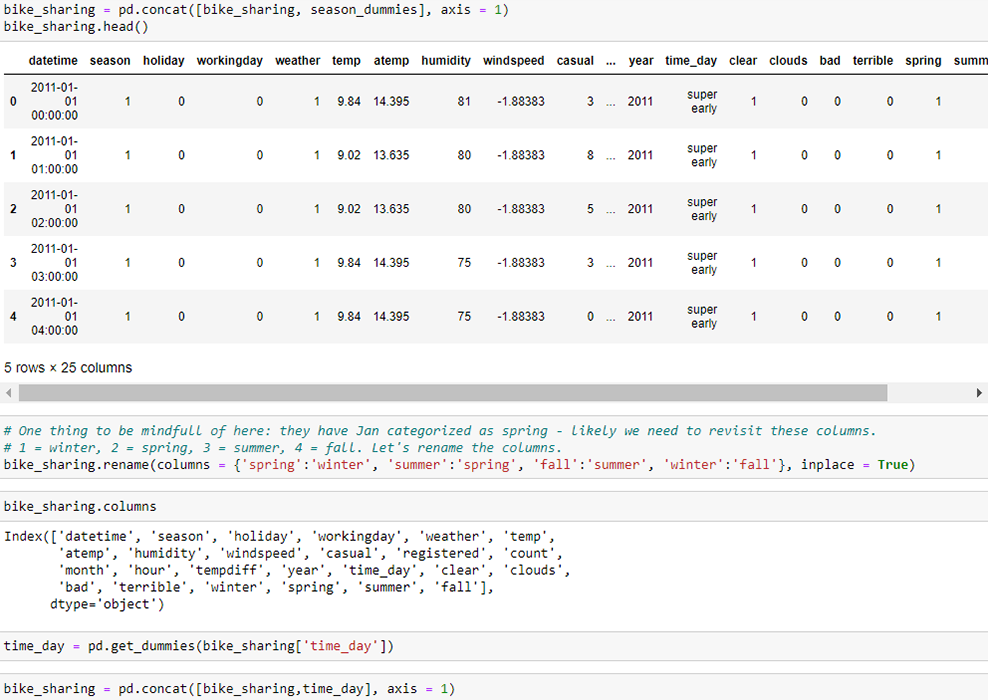 bike_sharing = pd.concat([bike_sharing, season_dummies], axis = 1)
bike_sharing.head()
datetime season holiday workingday weather temp atemp humidity windspeed casual ... year time_day clear clouds bad terrible spring summ
0 2011-01-01 00:00:00 1 0 0 1 9.84 14.395 81 -1.88383 3 ... 2011 super early 1 0 0 0 1
1 2011-01-01 01:00:00 1 0 0 1 9.02 13.635 80 -1.88383 8 ... 2011 super early 1 0 0 0 1
2 2011-01-01 02:00:00 1 0 0 1 9.02 13.635 80 -1.88383 5 ... 2011 super early 1 0 0 0 1
3 2011-01-01 03:00:00 1 0 0 1 9.84 14.395 75 -1.88383 3 ... 2011 super early 1 0 0 0 1
4 2011-01-01 04:00:00 1 0 0 1 9.84 14.395 75 -1.88383 0 ... 2011 super early 1 0 0 0 1
5 rows × 25 columns
# One thing to be mindfull of here: they have Jan categorized as spring - likely we need to revisit these columns.
# 1 = winter, 2 = spring, 3 = summer, 4 = fall. Let's rename the columns.
bike_sharing.rename(columns = {'spring':'winter', 'summer':'spring', 'fall':'summer', 'winter':'fall'}, inplace = True)
bike_sharing.columns
Index(['datetime', 'season', 'holiday', 'workingday', 'weather', 'temp',
'atemp', 'humidity', 'windspeed', 'casual', 'registered', 'count',
'month', 'hour', 'tempdiff', 'year', 'time_day', 'clear', 'clouds',
'bad', 'terrible', 'winter', 'spring', 'summer', 'fall'],
dtype='object')
time_day = pd.get_dummies(bike_sharing['time_day'])
bike_sharing = pd.concat([bike_sharing,time_day], axis = 1)